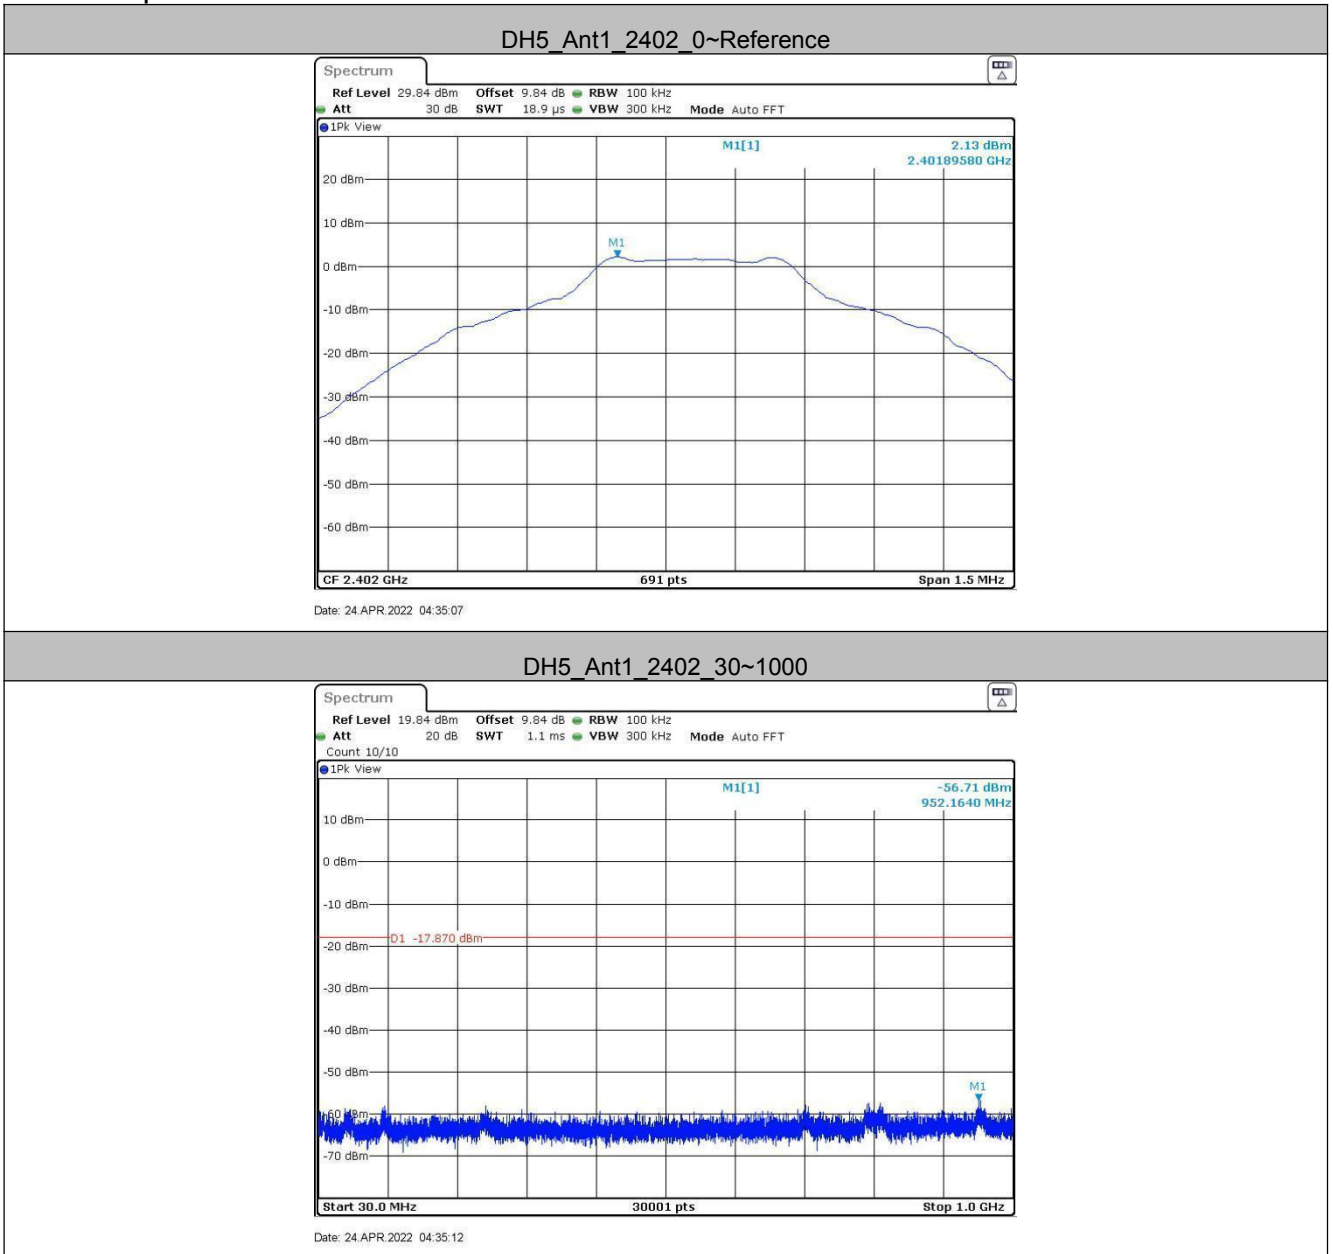 DH5_Ant1_2402_0~Reference
Spectrum
Ref Level 29.84 dBm Offset 9.84 dB RBW 100 kHz
Att 30 dB SWT 18.9 µs VBW 300 kHz Mode Auto FFT
1Pk View
M1[1] 2.13 dBm
2.40189580 GHz
20 dBm
10 dBm
M1
0 dBm
-10 dBm
-20 dBm
-30 dBm
-40 dBm
-50 dBm
-60 dBm
CF 2.402 GHz 691 pts Span 1.5 MHz
Date: 24.APR.2022 04:35:07
DH5_Ant1_2402_30~1000
Spectrum
Ref Level 19.84 dBm Offset 9.84 dB RBW 100 kHz
Att 20 dB SWT 1.1 ms VBW 300 kHz Mode Auto FFT
Count 10/10
1Pk View
M1[1] -56.71 dBm
952.1640 MHz
10 dBm
0 dBm
-10 dBm
D1 -17.870 dBm
-20 dBm
-30 dBm
-40 dBm
-50 dBm
M1
-60 dBm
-70 dBm
Start 30.0 MHz 30001 pts Stop 1.0 GHz
Date: 24.APR.2022 04:35:12